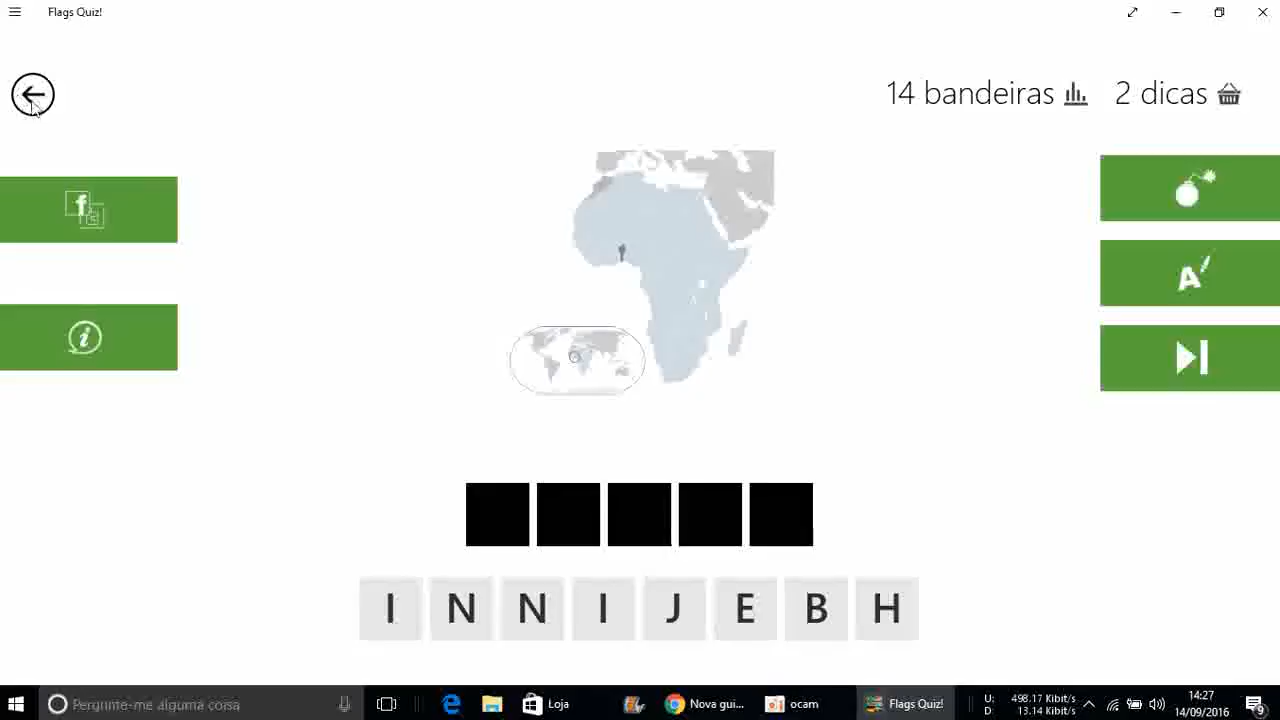 Flags Quiz!
14 bandeiras 2 dicas
f
i
A
I N N I J E B H
Pergunte-me alguma coisa
Loja
Nova gui...
ocam
Flags Quiz!
U: 498.17 Kibit/s
D: 13.14 Kibit/s
14:27
14/09/2016
9